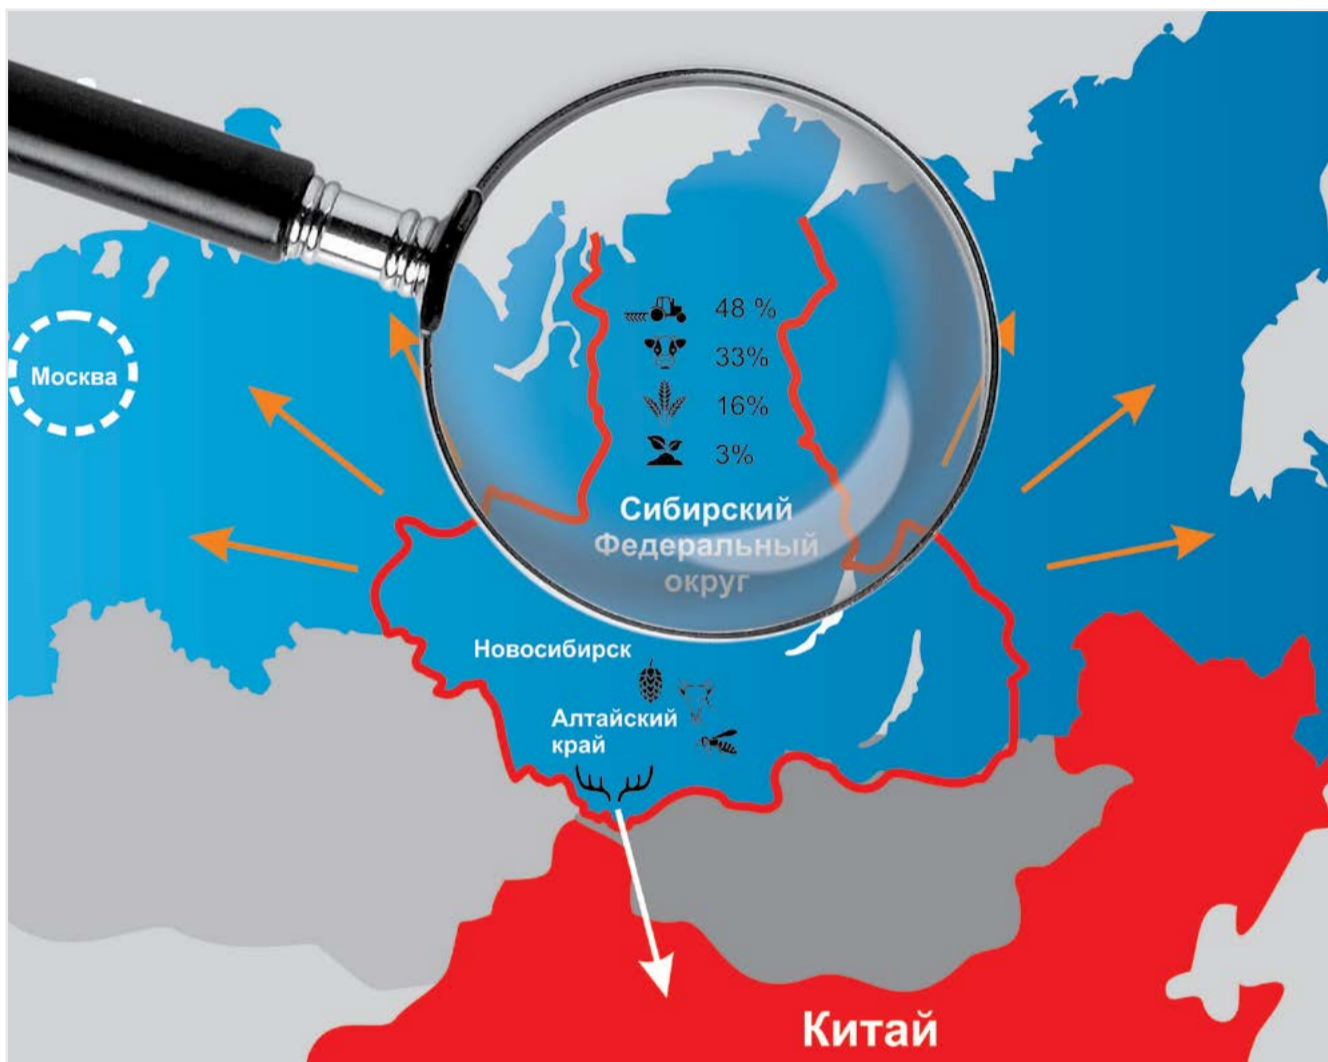 48 %
33%
16%
3%
Москва
Сибирский
Федеральный
округ
Новосибирск
Алтайский
край
Китай